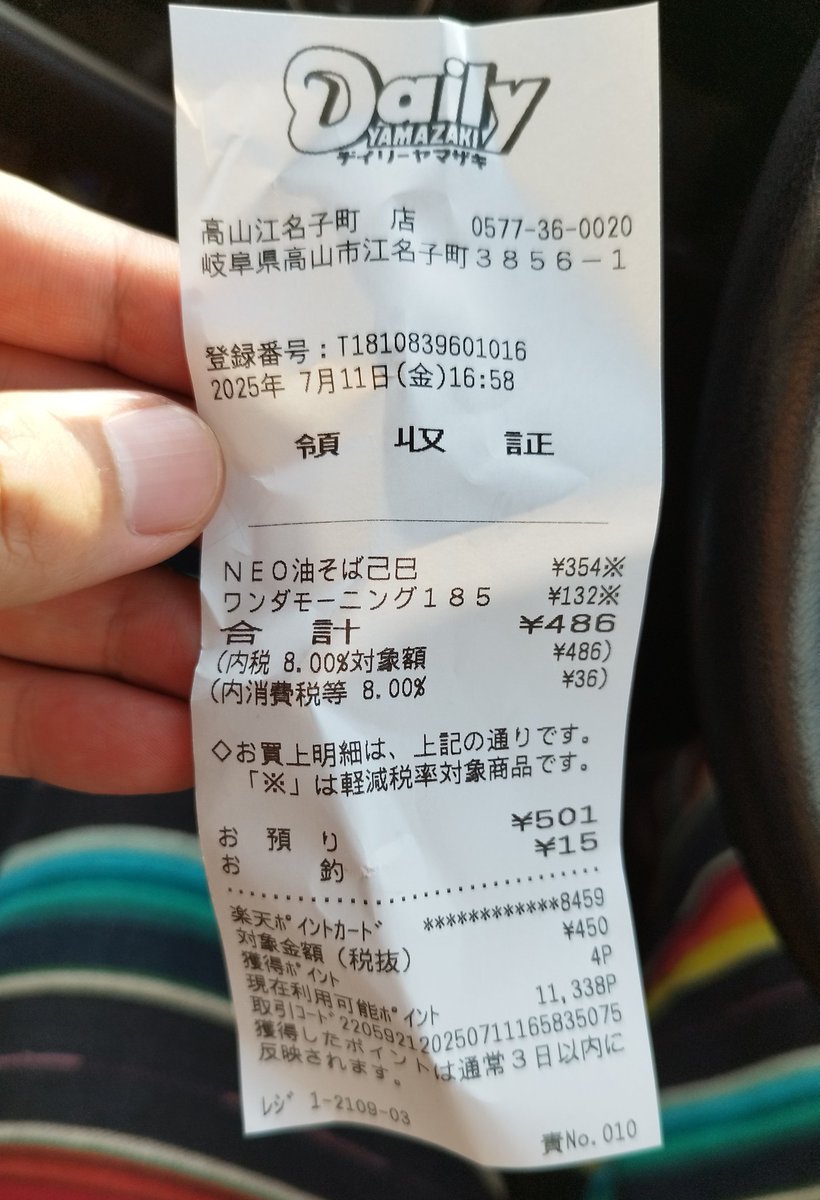 Daily
YAMAZAKI
デイリーヤマザキ
高山江名子町 店 0577-36-0020
岐阜県高山市江名子町3856-1
登録番号:T1810839601016
2025年 7月11日(金)16:58
領 収 証
NEO油そば己巳 ¥354※
ワンダモーニング185 ¥132※
合 計 ¥486
(内税 8.00%対象額 ¥486)
(内消費税等 8.00% ¥36)
◇お買上明細は、上記の通りです。
「※」は軽減税率対象商品です。
お 預 り ¥501
お 釣 ¥15
楽天ポイントカード ************8459
対象金額(税抜) ¥450
獲得ポイント 4P
現在利用可能ポイント 11,338P
取引コード 220592120250711165835075
獲得したポイントは通常3日以内に
反映されます。
レジ 1-2109-03
責No.010